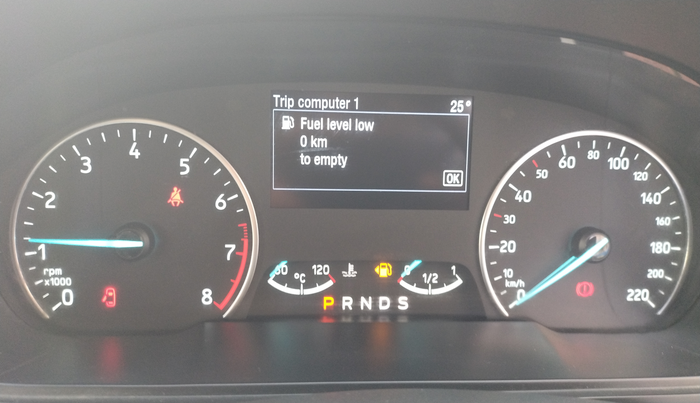 Trip computer 1 25°
Fuel level low
0 km
to empty
OK
0 1 2 3 4 5 6 7 8
rpm
x1000
0 10 20 30 40 50 60 80 100 120 140 160 180 200 220
km/h
60 °C 120
0 1/2 1
P R N D S